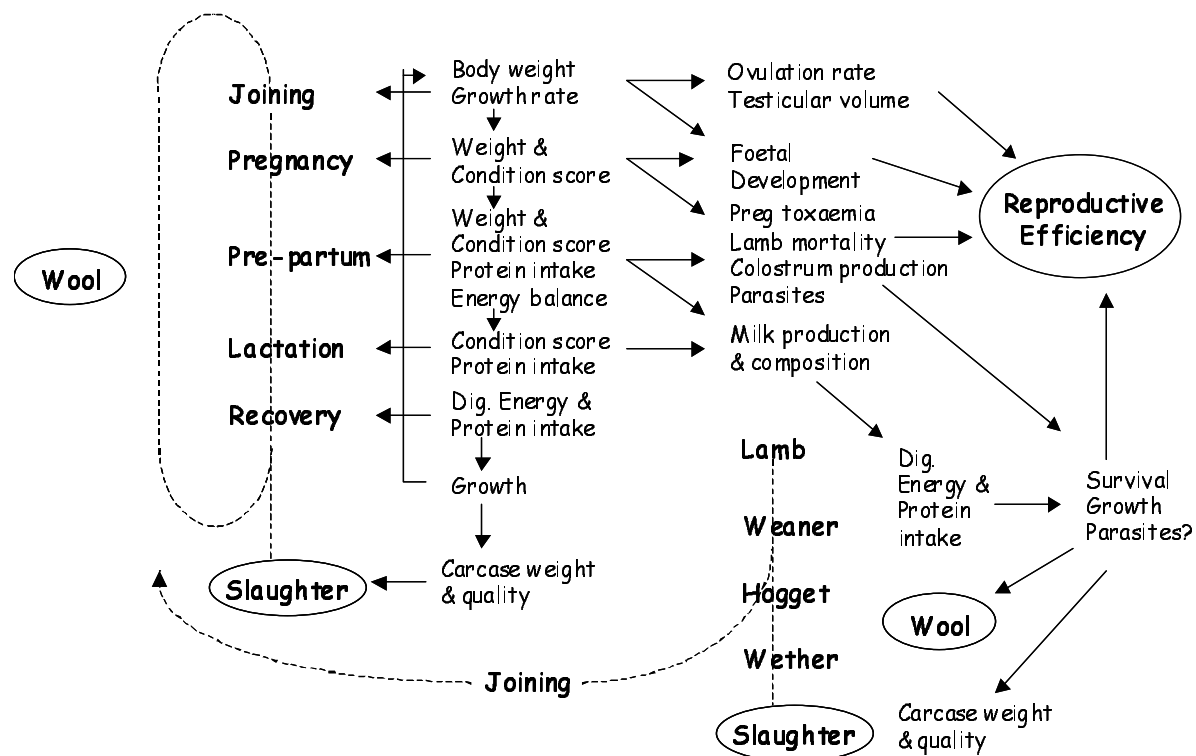 Joining
Pregnancy
Pre-partum
Wool
Lactation
Recovery
Slaughter
Body weight
Growth rate
Weight &
Condition score
Weight &
Condition score
Protein intake
Energy balance
Condition score
Protein intake
Dig. Energy &
Protein intake
Growth
Carcase weight
& quality
Ovulation rate
Testicular volume
Foetal
Development
Preg toxaemia
Lamb mortality
Colostrum production
Parasites
Milk production
& composition
Reproductive
Efficiency
Lamb
Weaner
Hogget
Wether
Joining
Slaughter
Dig.
Energy &
Protein
intake
Survival
Growth
Parasites?
Wool
Carcase weight
& quality